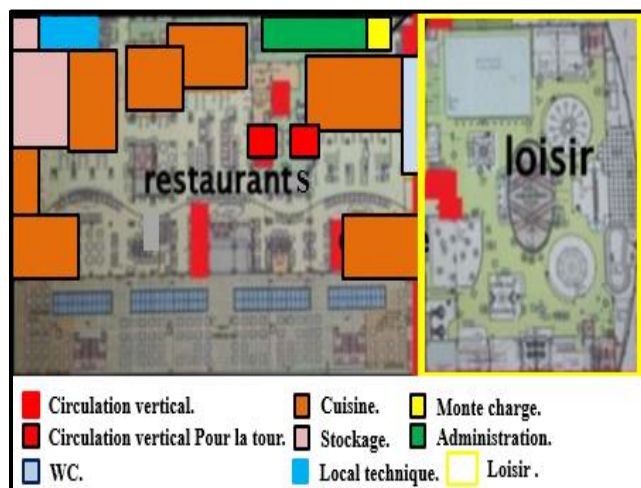 loisir
restaurants
Circulation vertical. Cuisine. Monte charge.
Circulation vertical Pour la tour. Stockage. Administration.
WC. Local technique. Loisir .